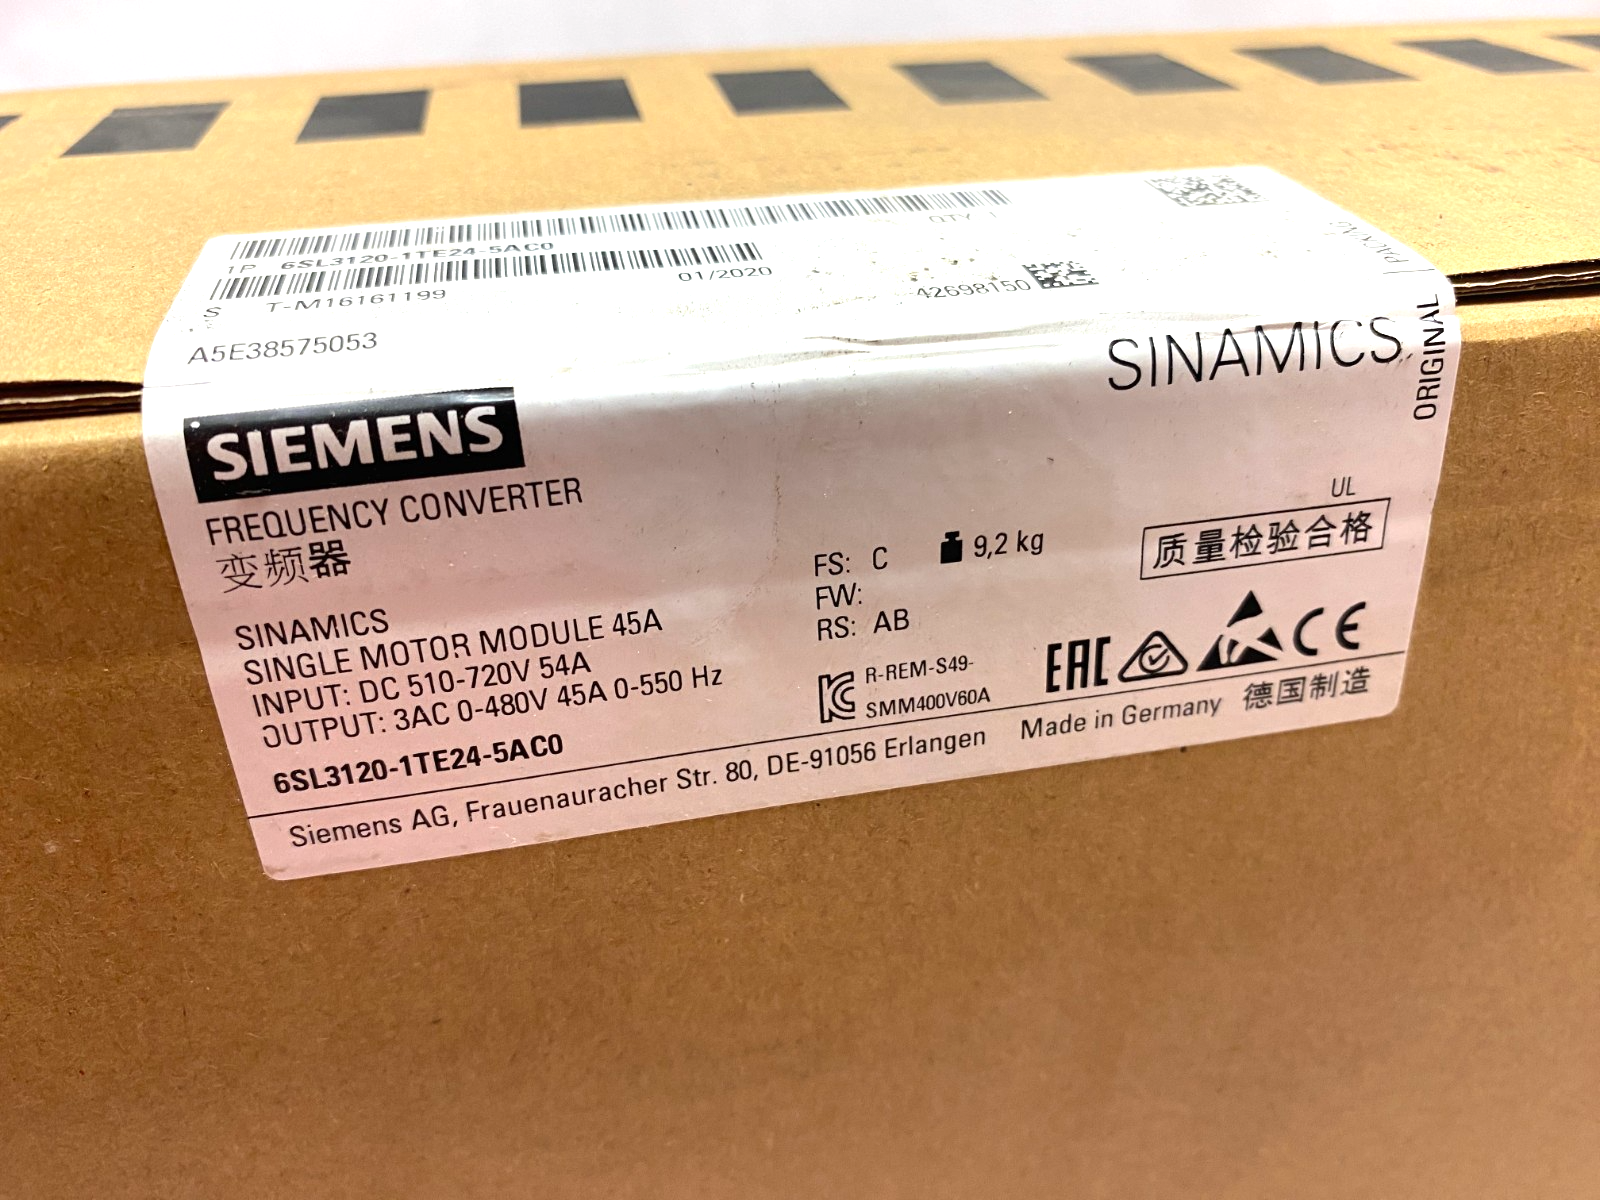 QTY 1
1P 6SL3120-1TE24-5AC0
S T-M16161199
01/2020
42698150
A5E38575053
ORIGINAL
PACKING
SINAMICS
SIEMENS
FREQUENCY CONVERTER
变频器
UL
质量检验合格
FS: C 9,2 kg
FW:
RS: AB
SINAMICS
SINGLE MOTOR MODULE 45A
INPUT: DC 510-720V 54A
OUTPUT: 3AC 0-480V 45A 0-550 Hz
6SL3120-1TE24-5AC0
R-REM-S49-
SMM400V60A
EAC
CE
Siemens AG, Frauenauracher Str. 80, DE-91056 Erlangen Made in Germany 德国制造